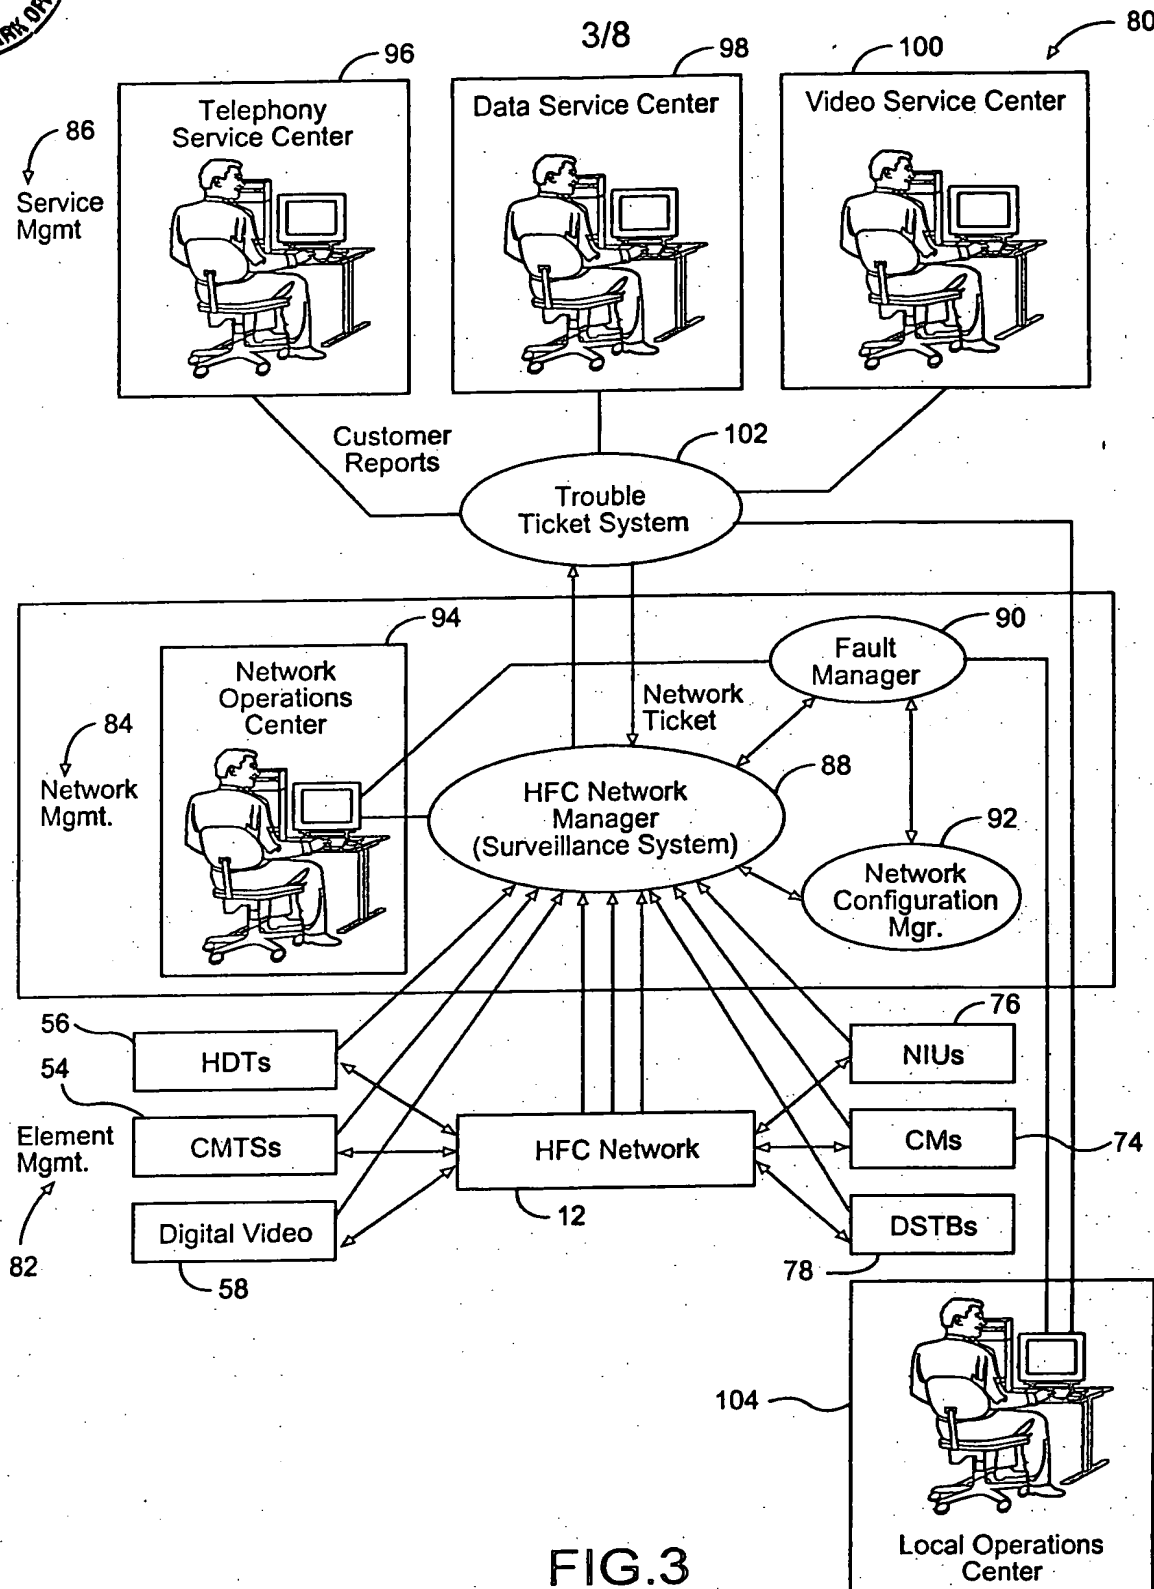 3/8
80
96
98
100
Telephony
Service Center
Data Service Center
Video Service Center
86
Service
Mgmt
Customer
Reports
102
Trouble
Ticket System
94
90
Network
Operations
Center
Fault
Manager
Network
Ticket
84
Network
Mgmt.
88
HFC Network
Manager
(Surveillance System)
92
Network
Configuration
Mgr.
56
HDTs
76
NIUs
54
CMTSs
HFC Network
CMs
74
Element
Mgmt.
82
12
Digital Video
58
DSTBs
78
104
Local Operations
Center
FIG.3